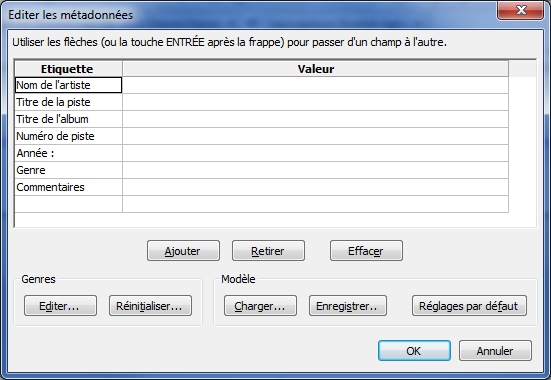 Editer les métadonnées
Utiliser les flèches (ou la touche ENTRÉE après la frappe) pour passer d'un champ à l'autre.
Etiquette Valeur
Nom de l'artiste
Titre de la piste
Titre de l'album
Numéro de piste
Année :
Genre
Commentaires
Ajouter Retirer Effacer
Genres Modèle
Editer... Réinitialiser... Charger... Enregistrer.. Réglages par défaut
OK Annuler